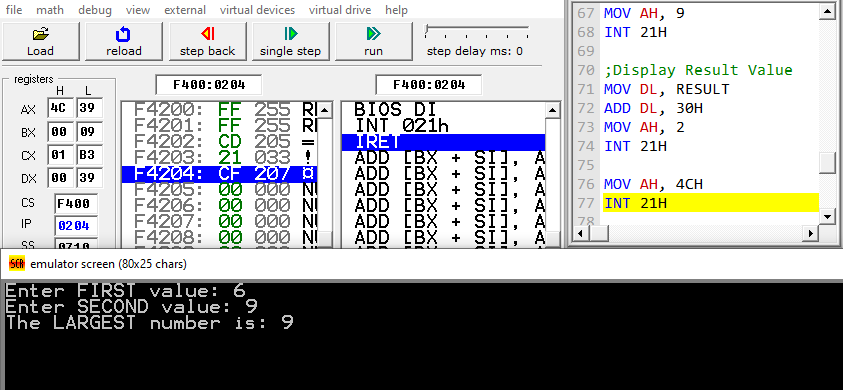 file math debug view external virtual devices virtual drive help
Load reload step back single step run step delay ms: 0
registers
H L
AX 4C 39
BX 00 09
CX 01 B3
DX 00 39
CS F400
IP 0204
SS 0710
F400:0204
F4200: FF 255
F4201: FF 255
F4202: CD 205 =
F4203: 21 033 !
F4204: CF 207 ¤
F4205: 00 000
F4206: 00 000
F4207: 00 000
F4208: 00 000
F400:0204
BIOS DI
INT 021h
IRET
ADD [BX + SI], A
ADD [BX + SI], A
ADD [BX + SI], A
ADD [BX + SI], A
ADD [BX + SI], A
ADD [BX + SI], A
67 MOV AH, 9
68 INT 21H
69
70 ;Display Result Value
71 MOV DL, RESULT
72 ADD DL, 30H
73 MOV AH, 2
74 INT 21H
75
76 MOV AH, 4CH
77 INT 21H
78
SCR emulator screen (80x25 chars)
Enter FIRST value: 6
Enter SECOND value: 9
The LARGEST number is: 9